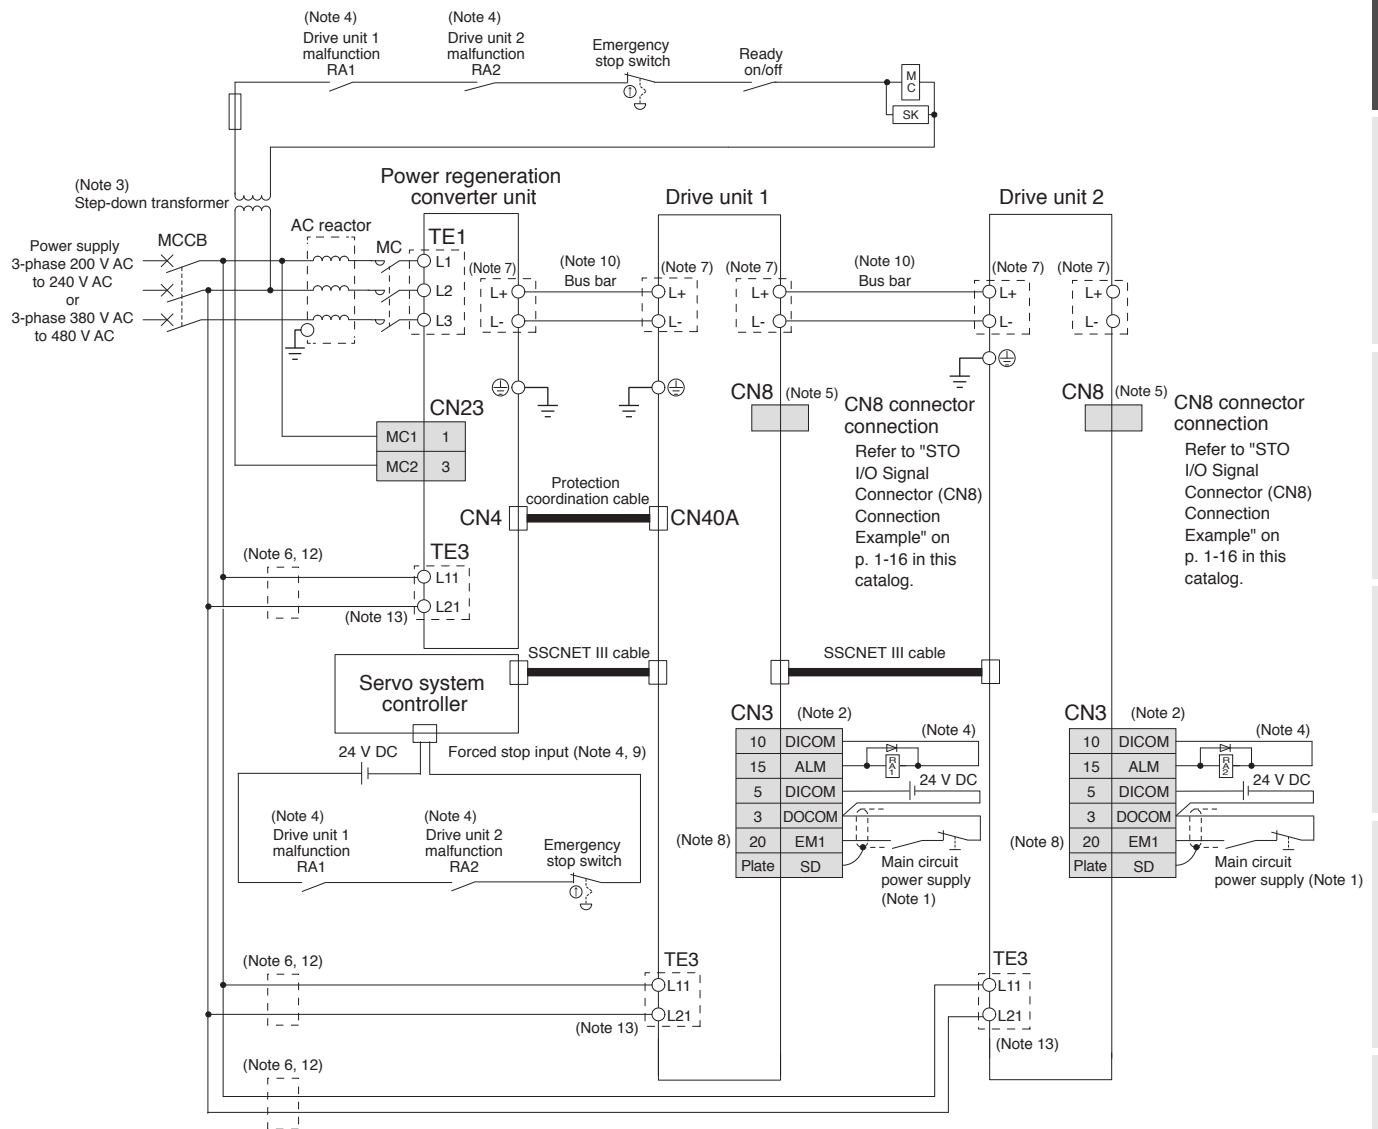 (Note 4)
Drive unit 1
malfunction
RA1
(Note 4)
Drive unit 2
malfunction
RA2
Emergency
stop switch
Ready
on/off
M
C
SK
(Note 3)
Step-down transformer
Power regeneration
converter unit
Drive unit 1
Drive unit 2
Power supply
3-phase 200 V AC
to 240 V AC
or
3-phase 380 V AC
to 480 V AC
MCCB
AC reactor
MC
TE1
L1
L2
L3
(Note 7)
L+
L-
(Note 10)
Bus bar
(Note 7)
L+
L-
(Note 7)
L+
L-
(Note 10)
Bus bar
(Note 7)
L+
L-
(Note 7)
L+
L-
CN23
MC1 1
MC2 3
CN8 (Note 5)
CN8 connector
connection
Refer to "STO
I/O Signal
Connector (CN8)
Connection
Example" on
p. 1-16 in this
catalog.
CN8 (Note 5)
CN8 connector
connection
Refer to "STO
I/O Signal
Connector (CN8)
Connection
Example" on
p. 1-16 in this
catalog.
Protection
coordination cable
CN4
CN40A
(Note 6, 12)
TE3
L11
L21
(Note 13)
Servo system
controller
SSCNET III cable
SSCNET III cable
24 V DC
Forced stop input (Note 4, 9)
(Note 4)
Drive unit 1
malfunction
RA1
(Note 4)
Drive unit 2
malfunction
RA2
Emergency
stop switch
CN3 (Note 2)
10 DICOM
15 ALM
5 DICOM
3 DOCOM
(Note 8) 20 EM1
Plate SD
(Note 4)
R
A
1
24 V DC
Main circuit
power supply
(Note 1)
CN3 (Note 2)
10 DICOM
15 ALM
5 DICOM
3 DOCOM
(Note 8) 20 EM1
Plate SD
(Note 4)
R
A
2
24 V DC
Main circuit
power supply (Note 1)
(Note 6, 12)
TE3
L11
L21
(Note 13)
TE3
L11
L21
(Note 13)
(Note 6, 12)